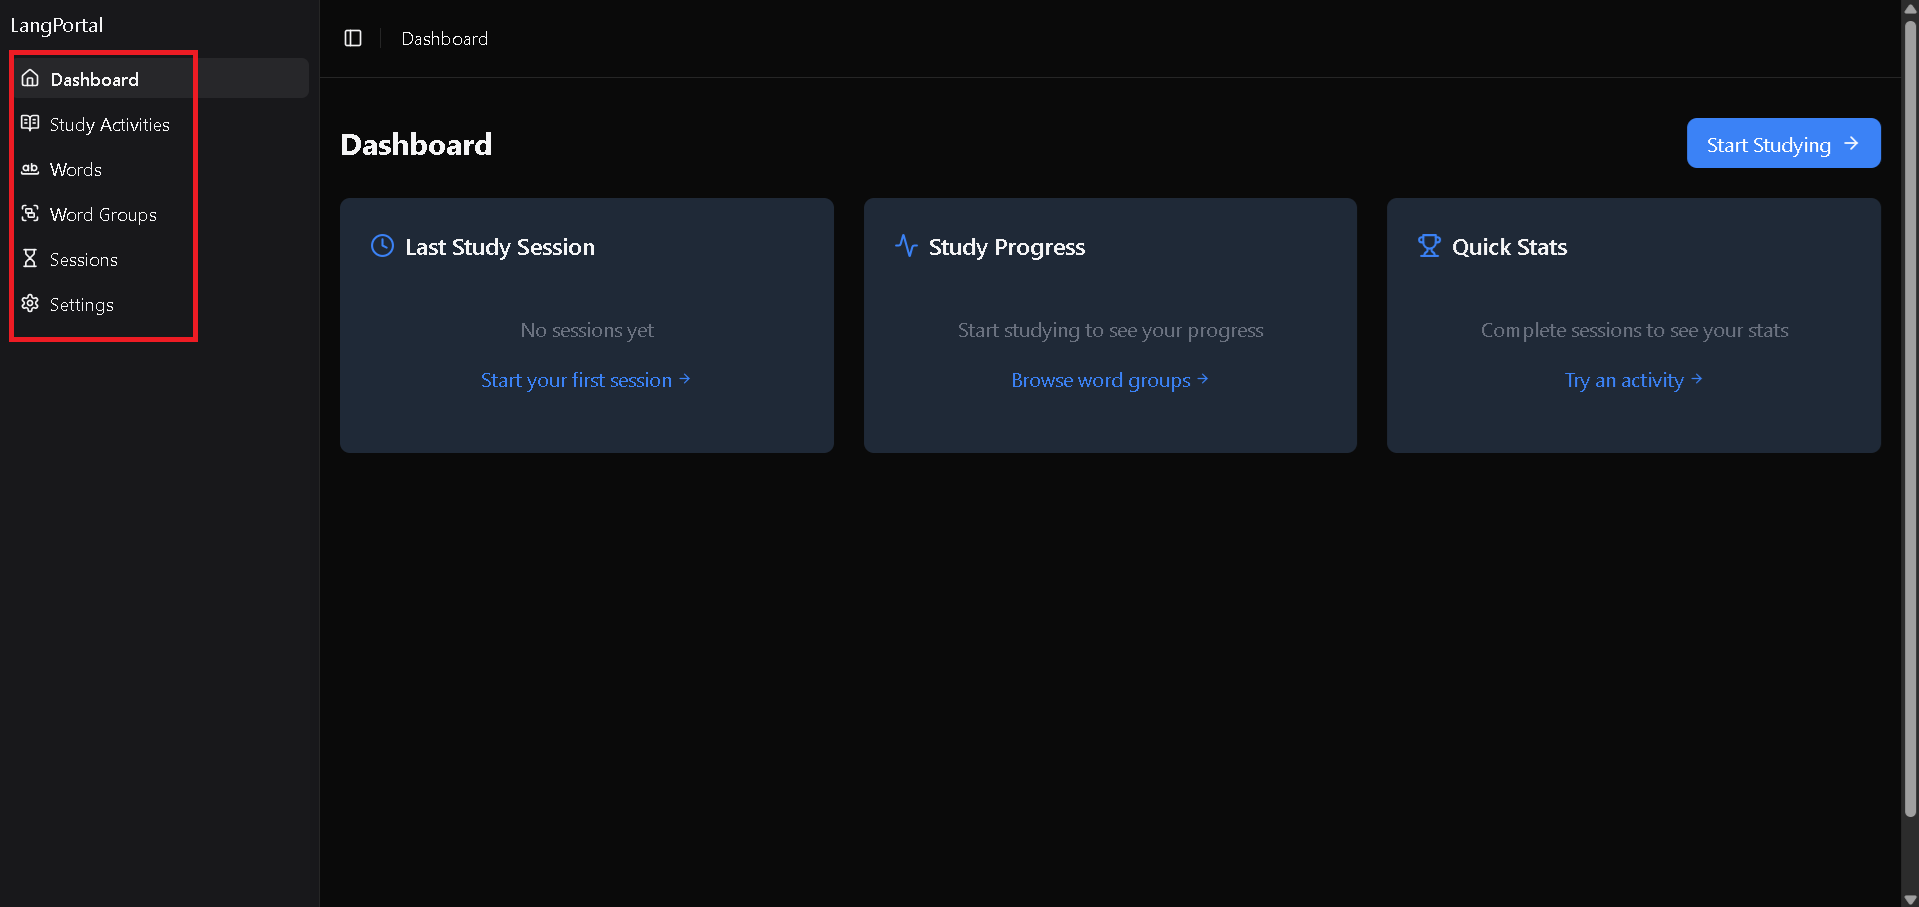 LangPortal
Dashboard
Study Activities
Words
Word Groups
Sessions
Settings
Dashboard
Dashboard
Start Studying →
Last Study Session
No sessions yet
Start your first session →
Study Progress
Start studying to see your progress
Browse word groups →
Quick Stats
Complete sessions to see your stats
Try an activity →